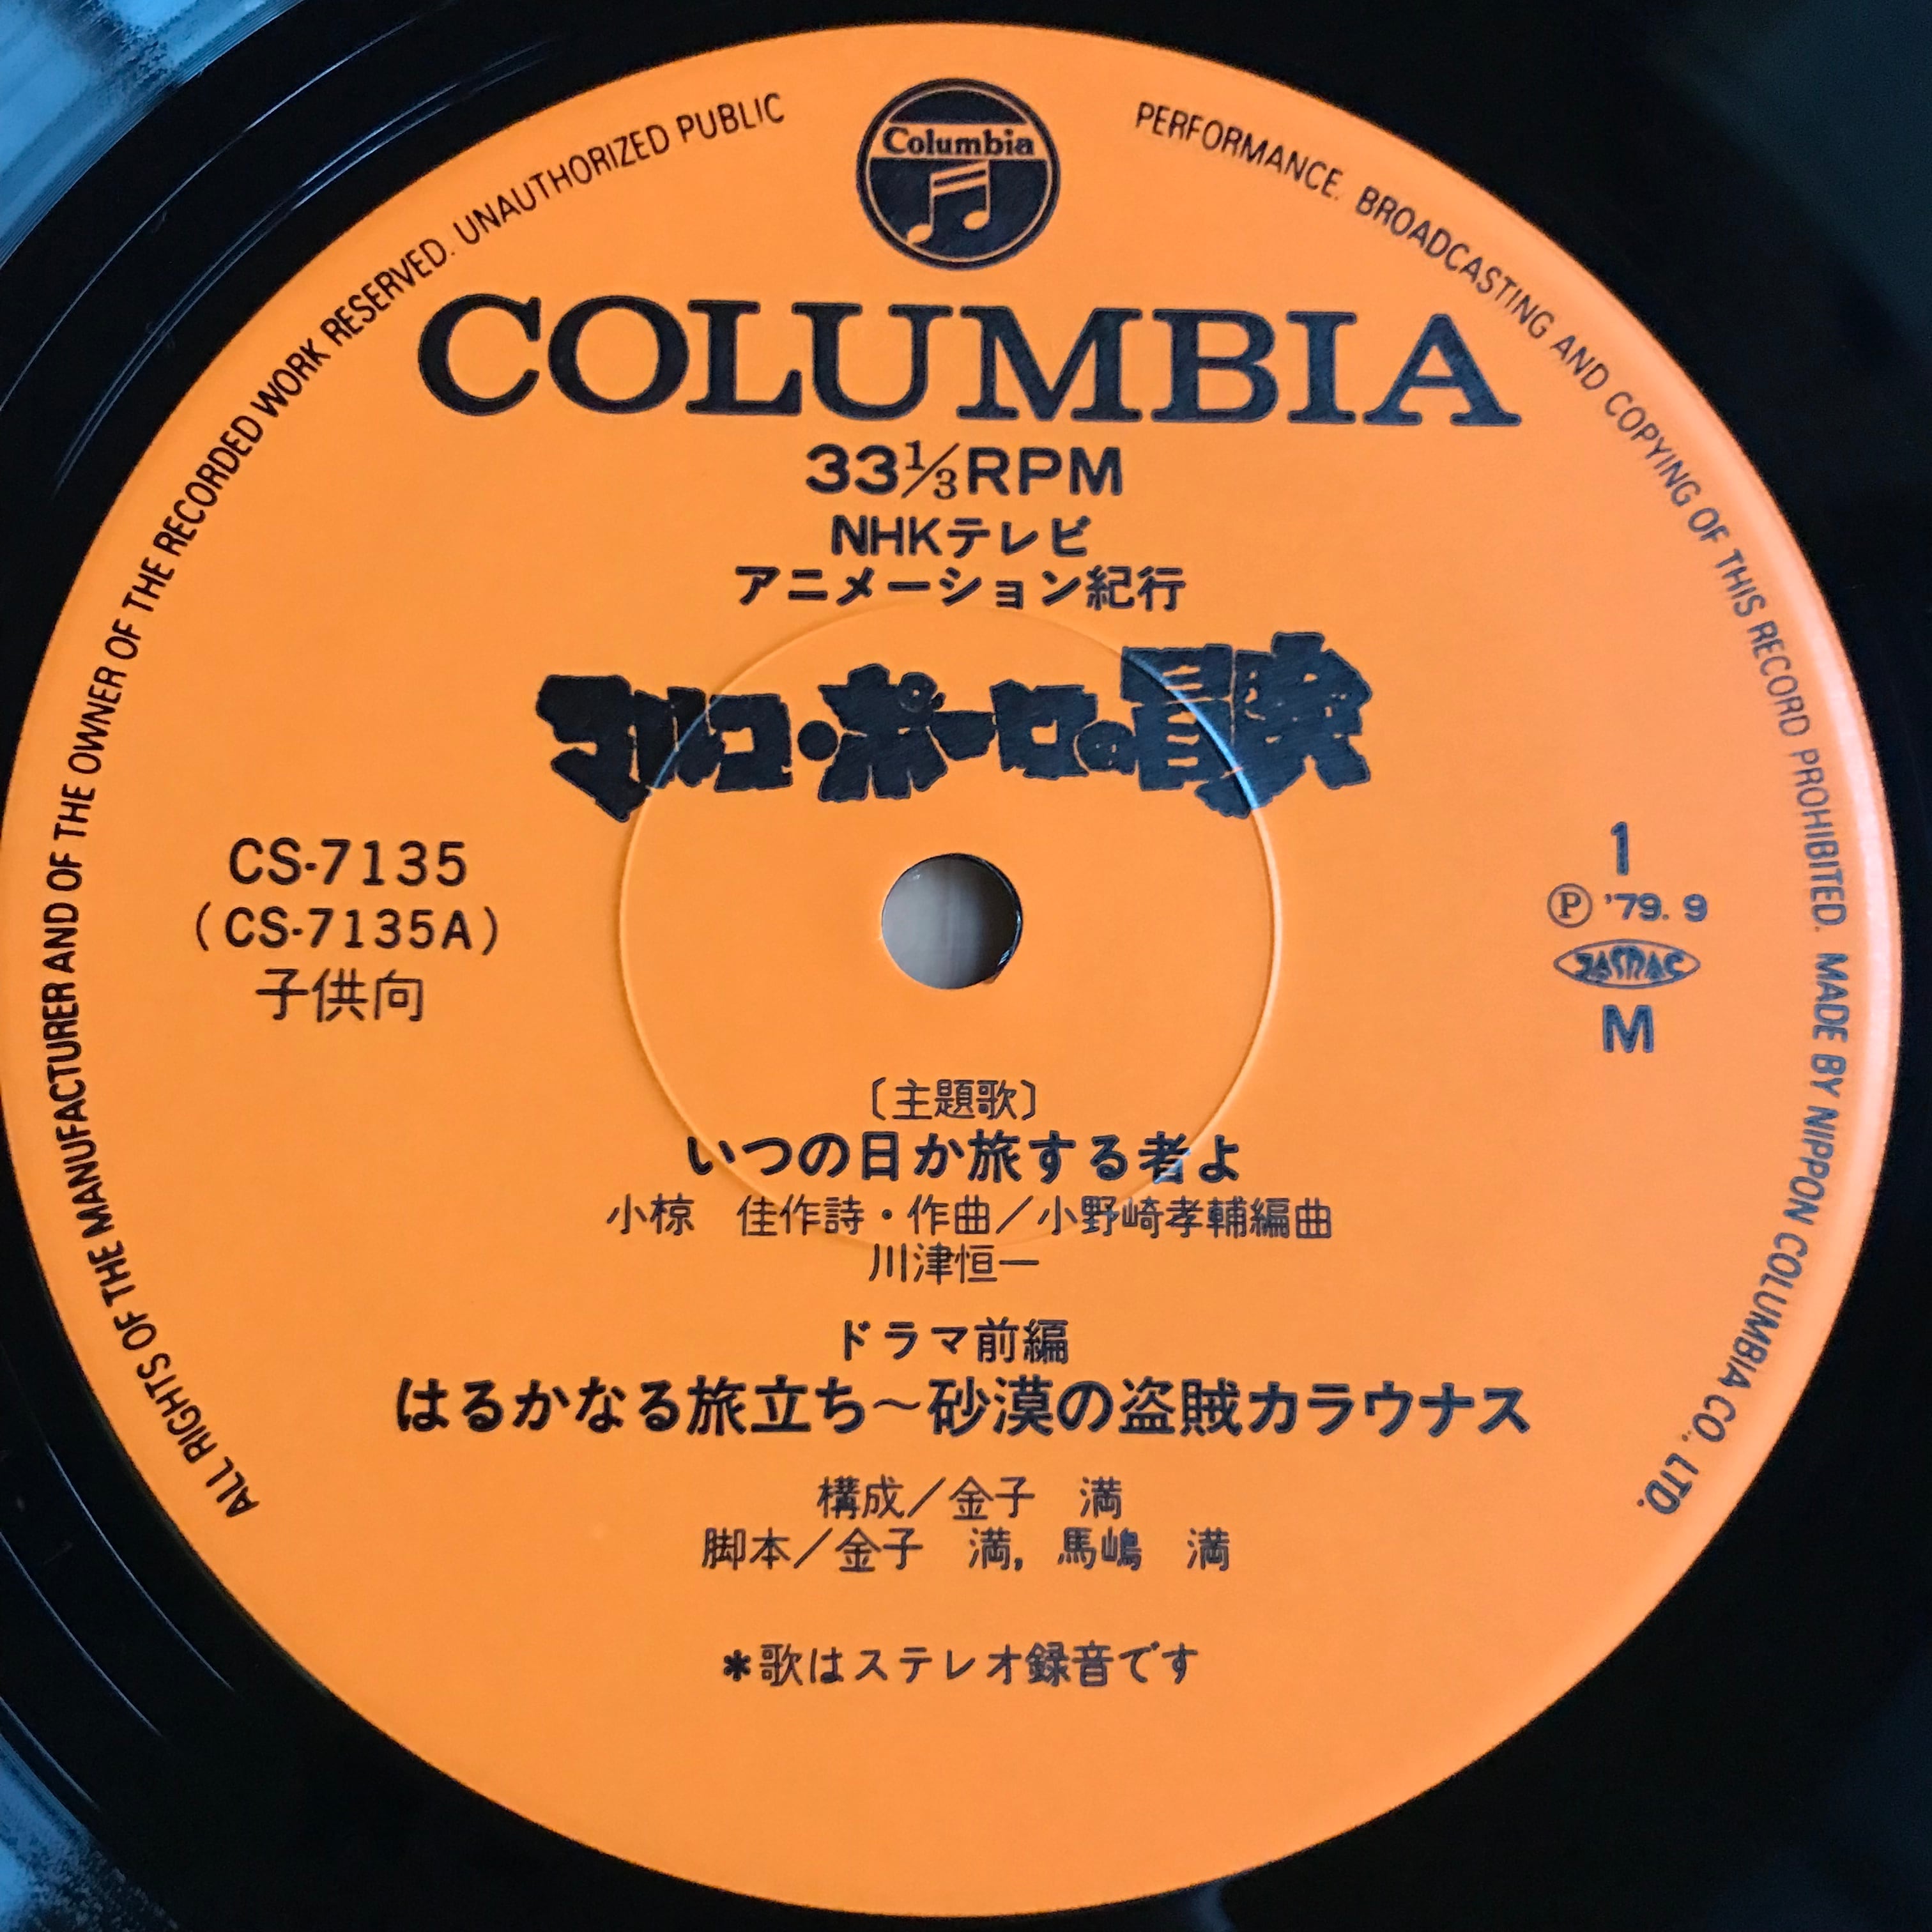 ALL RIGHTS OF THE MANUFACTURER AND OF THE OWNER OF THE RECORDED WORK RESERVED. UNAUTHORIZED PUBLIC PERFORMANCE. BROADCASTING AND COPYING OF THIS RECORD PROHIBITED. MADE BY NIPPON COLUMBIA CO., LTD.
Columbia
COLUMBIA
33⅓RPM
NHKテレビ
アニメーション紀行
マルコ・ポーロの冒険
CS-7135
(CS-7135A)
子供向
1
Ⓟ '79.9
JASRAC
M
〔主題歌〕
いつの日か旅する者よ
小椋 佳作詩・作曲/小野崎孝輔編曲
川津恒一
ドラマ前編
はるかなる旅立ち〜砂漠の盗賊カラウナス
構成/金子 満
脚本/金子 満, 馬嶋 満
*歌はステレオ録音です